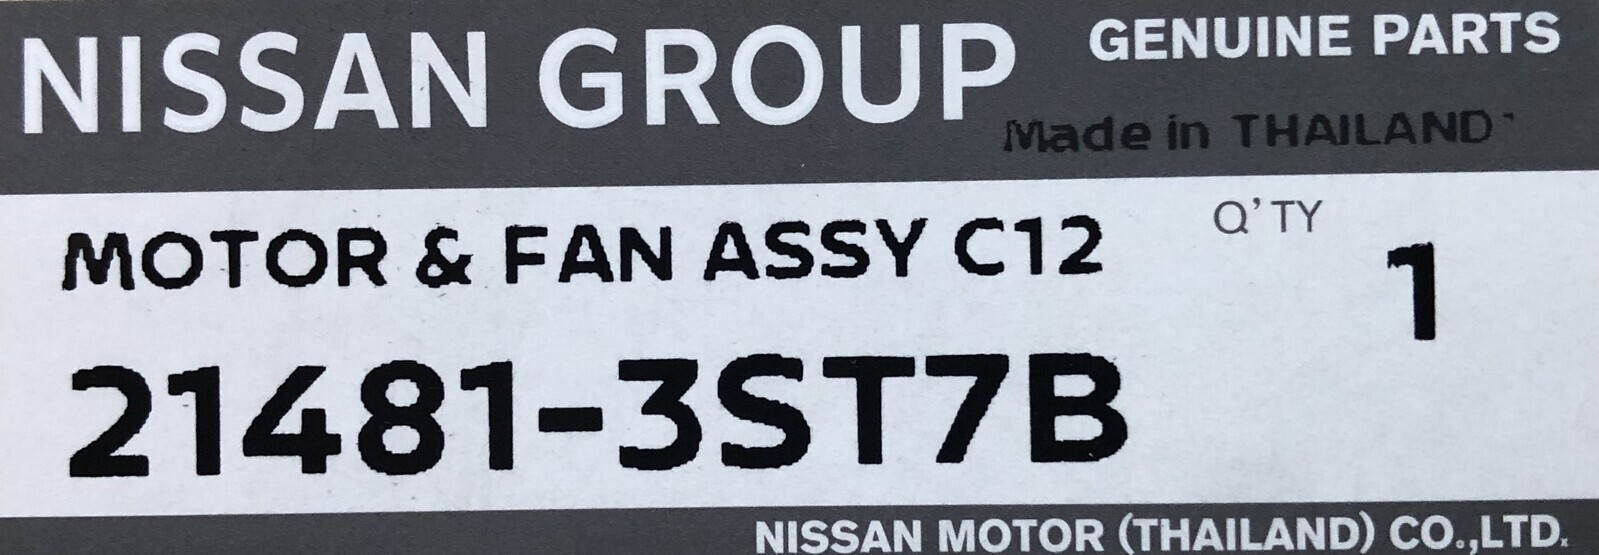 NISSAN GROUP GENUINE PARTS
Made in THAILAND
MOTOR & FAN ASSY C12 Q'TY 1
21481-3ST7B
NISSAN MOTOR (THAILAND) CO.,LTD.